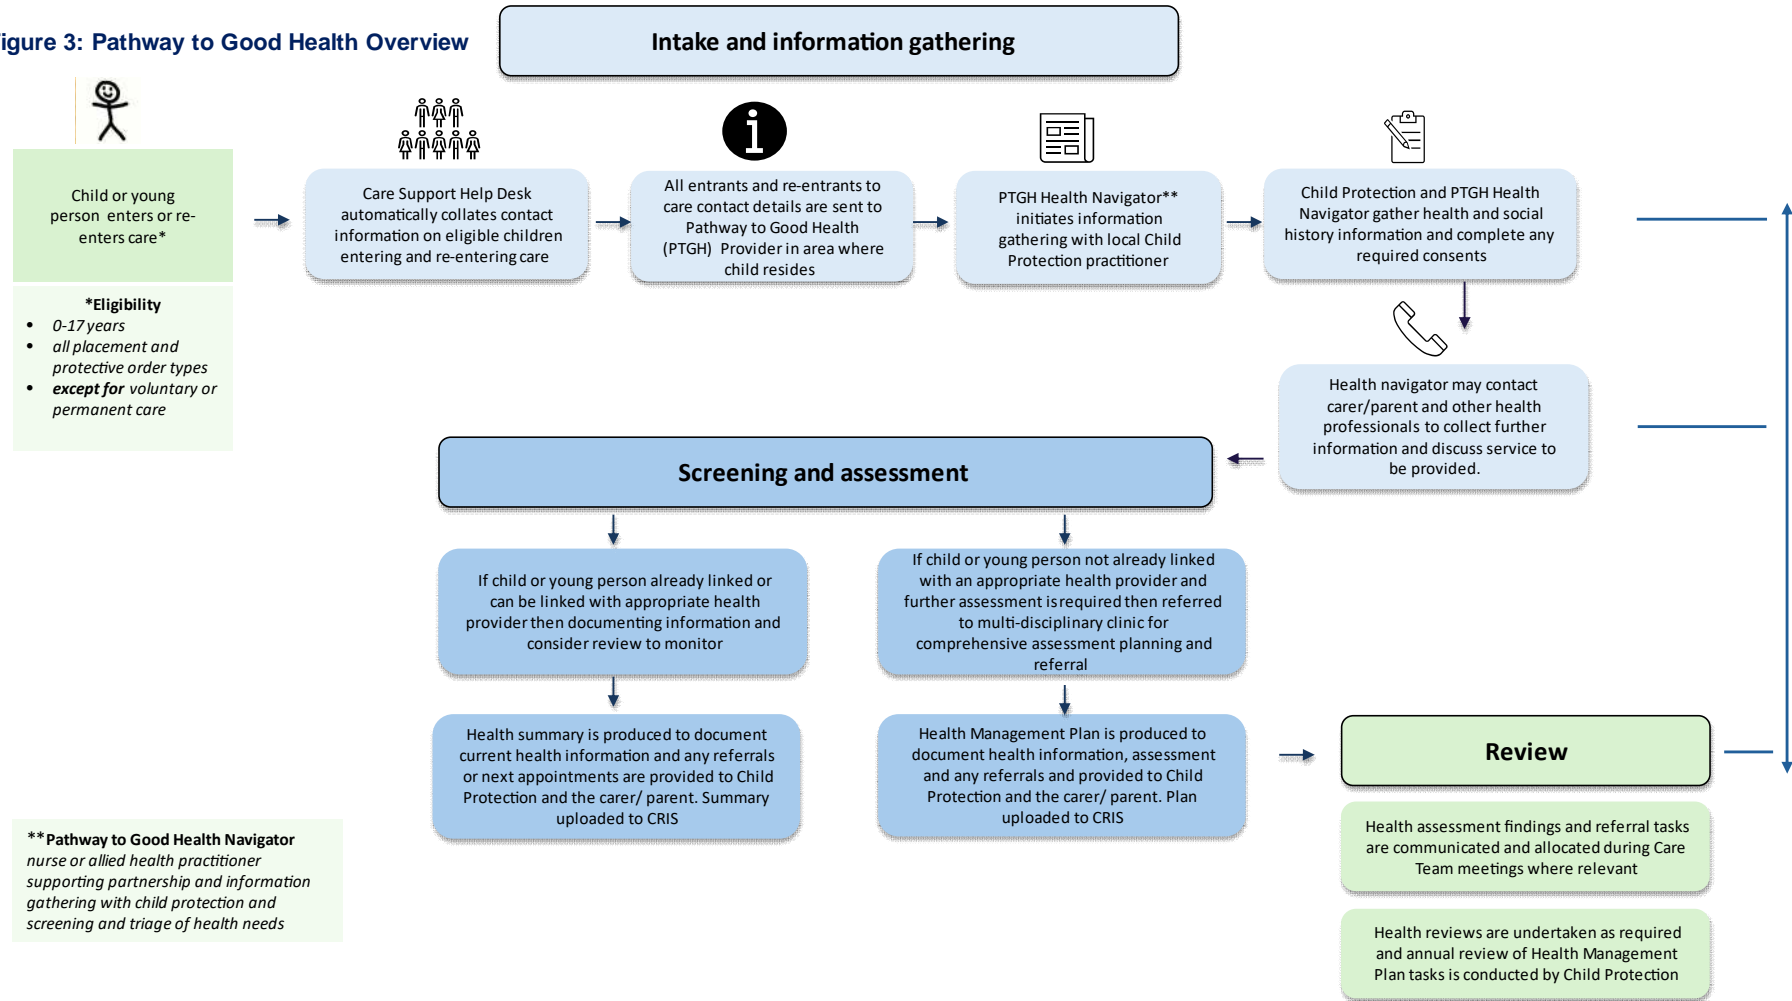 igure 3: Pathway to Good Health Overview
Intake and information gathering
Child or young
person enters or re-
enters care*
Care Support Help Desk
automatically collates contact
information on eligible children
entering and re-entering care
All entrants and re-entrants to
care contact details are sent to
Pathway to Good Health
(PTGH) Provider in area where
child resides
PTGH Health Navigator**
initiates information
gathering with local Child
Protection practitioner
Child Protection and PTGH Health
Navigator gather health and social
history information and complete any
required consents
*Eligibility
• 0-17 years
• all placement and
protective order types
• except for voluntary or
permanent care
Health navigator may contact
carer/parent and other health
professionals to collect further
information and discuss service to
be provided.
Screening and assessment
If child or young person already linked or
can be linked with appropriate health
provider then documenting information and
consider review to monitor
If child or young person not already linked
with an appropriate health provider and
further assessment is required then referred
to multi-disciplinary clinic for
comprehensive assessment planning and
referral
Health summary is produced to document
current health information and any referrals
or next appointments are provided to Child
Protection and the carer/ parent. Summary
uploaded to CRIS
Health Management Plan is produced to
document health information, assessment
and any referrals and provided to Child
Protection and the carer/ parent. Plan
uploaded to CRIS
Review
Health assessment findings and referral tasks
are communicated and allocated during Care
Team meetings where relevant
Health reviews are undertaken as required
and annual review of Health Management
Plan tasks is conducted by Child Protection
**Pathway to Good Health Navigator
nurse or allied health practitioner
supporting partnership and information
gathering with child protection and
screening and triage of health needs